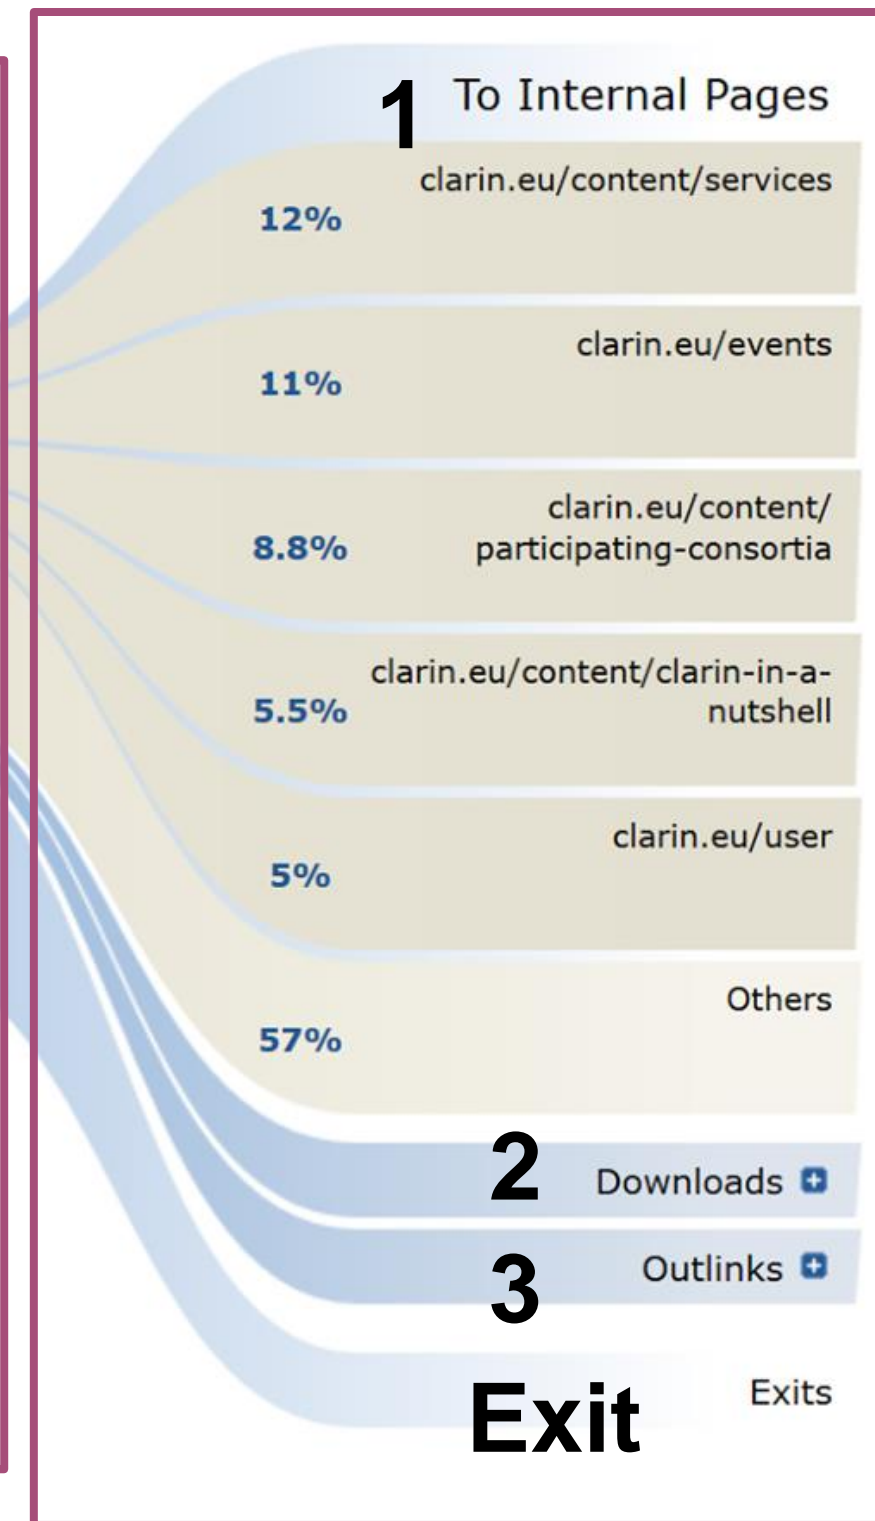 1 To Internal Pages
clarin.eu/content/services
12%
clarin.eu/events
11%
clarin.eu/content/
8.8% participating-consortia
clarin.eu/content/clarin-in-a-
5.5% nutshell
clarin.eu/user
5%
Others
57%
2 Downloads
3 Outlinks
Exit Exits